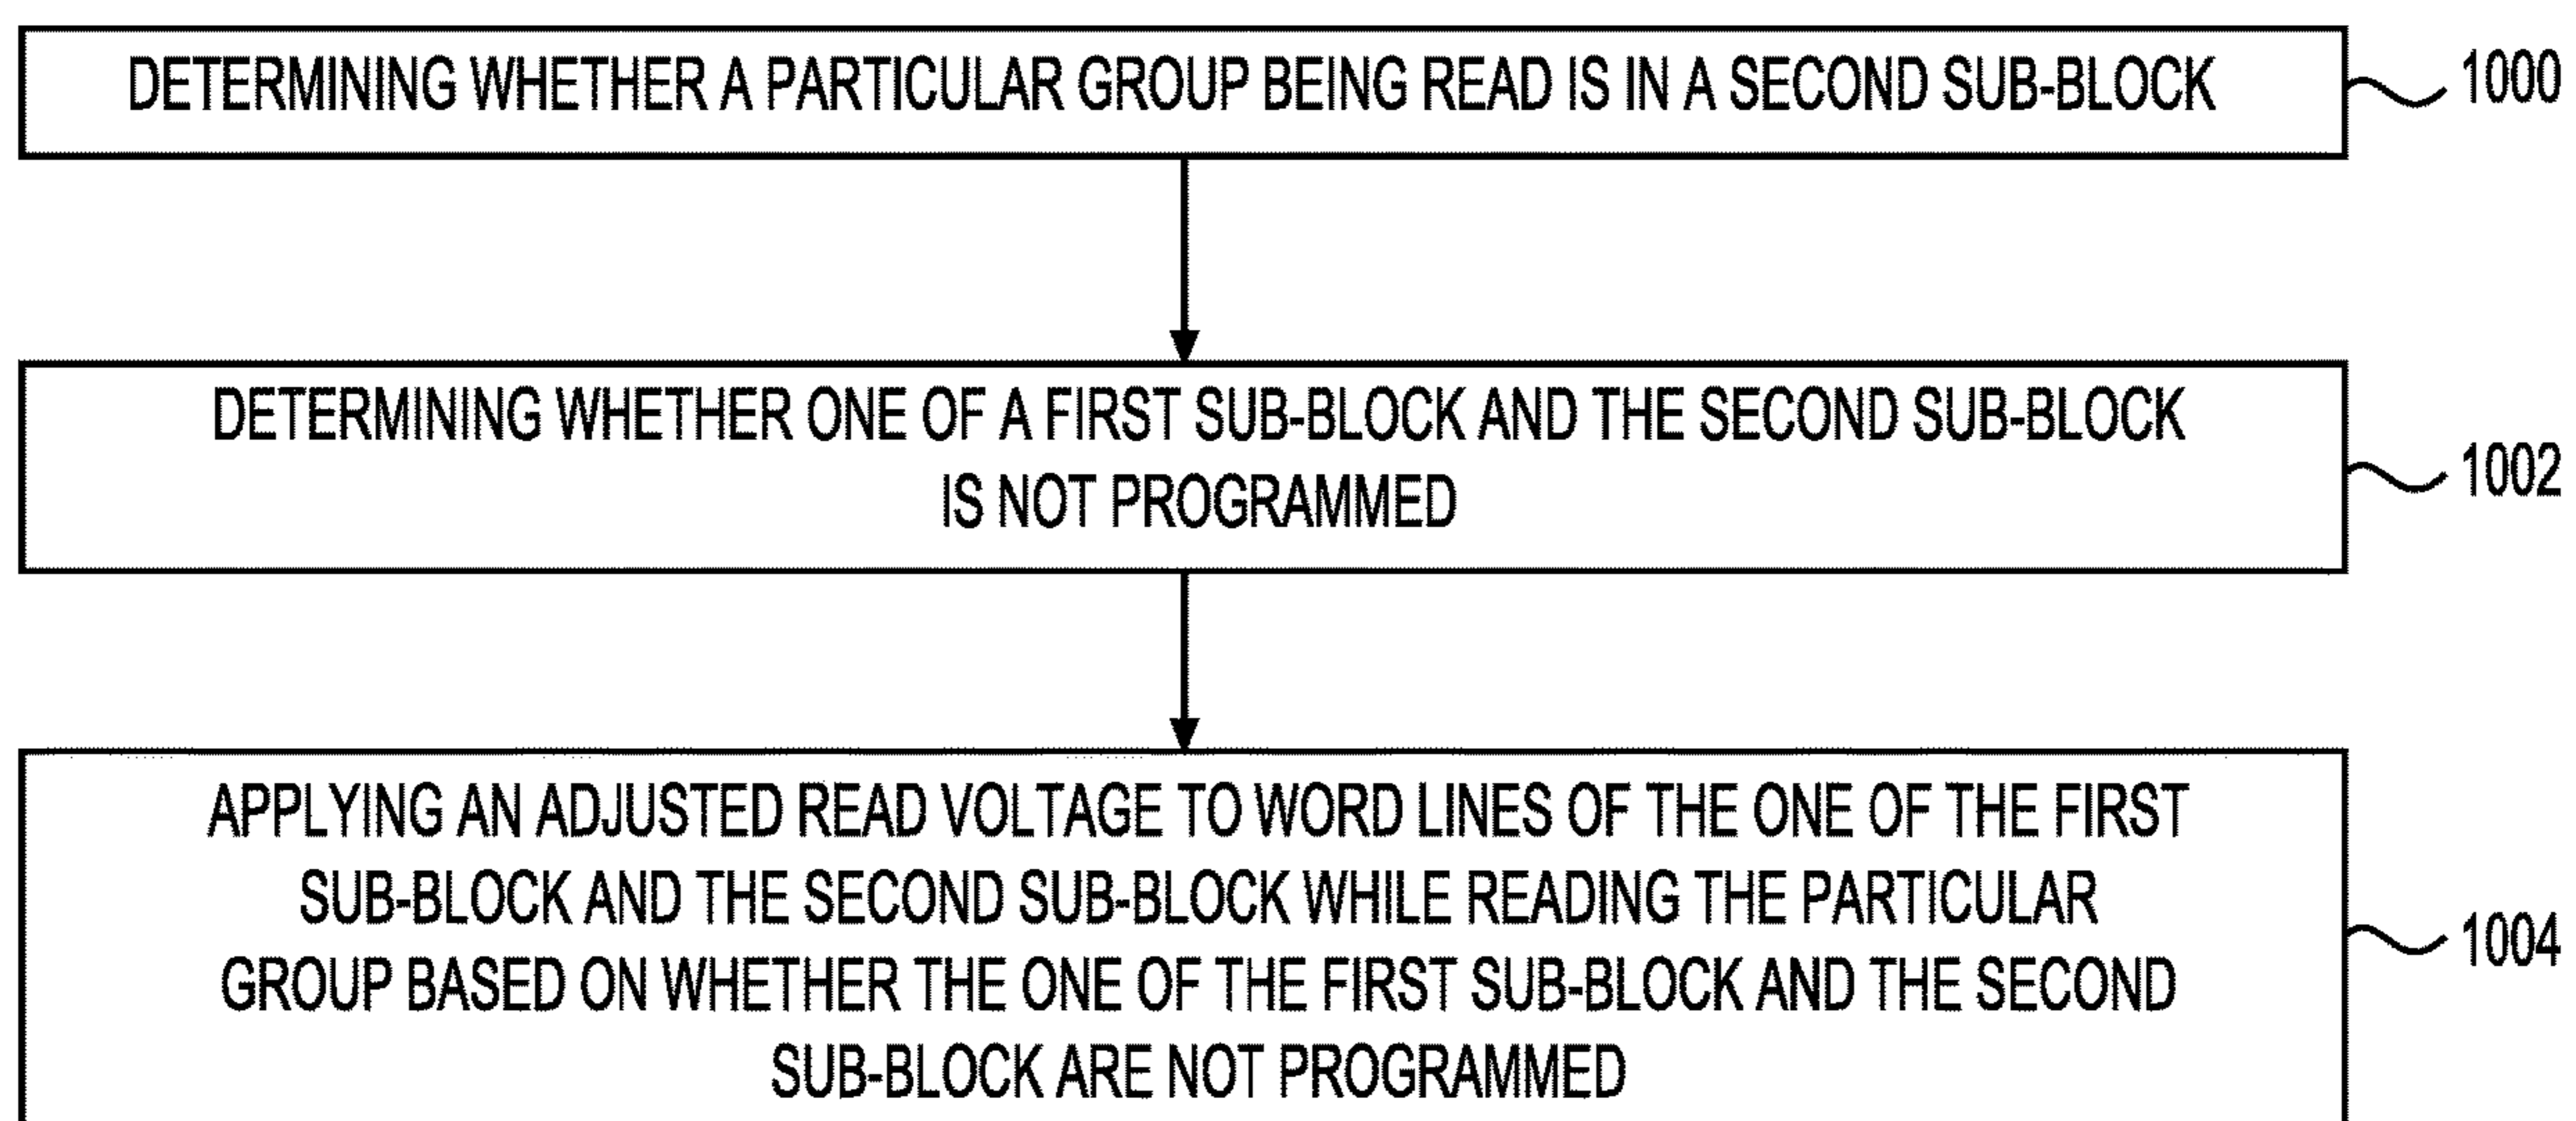 DETERMINING WHETHER A PARTICULAR GROUP BEING READ IS IN A SECOND SUB-BLOCK
1000
DETERMINING WHETHER ONE OF A FIRST SUB-BLOCK AND THE SECOND SUB-BLOCK
IS NOT PROGRAMMED
1002
APPLYING AN ADJUSTED READ VOLTAGE TO WORD LINES OF THE ONE OF THE FIRST
SUB-BLOCK AND THE SECOND SUB-BLOCK WHILE READING THE PARTICULAR
GROUP BASED ON WHETHER THE ONE OF THE FIRST SUB-BLOCK AND THE SECOND
SUB-BLOCK ARE NOT PROGRAMMED
1004